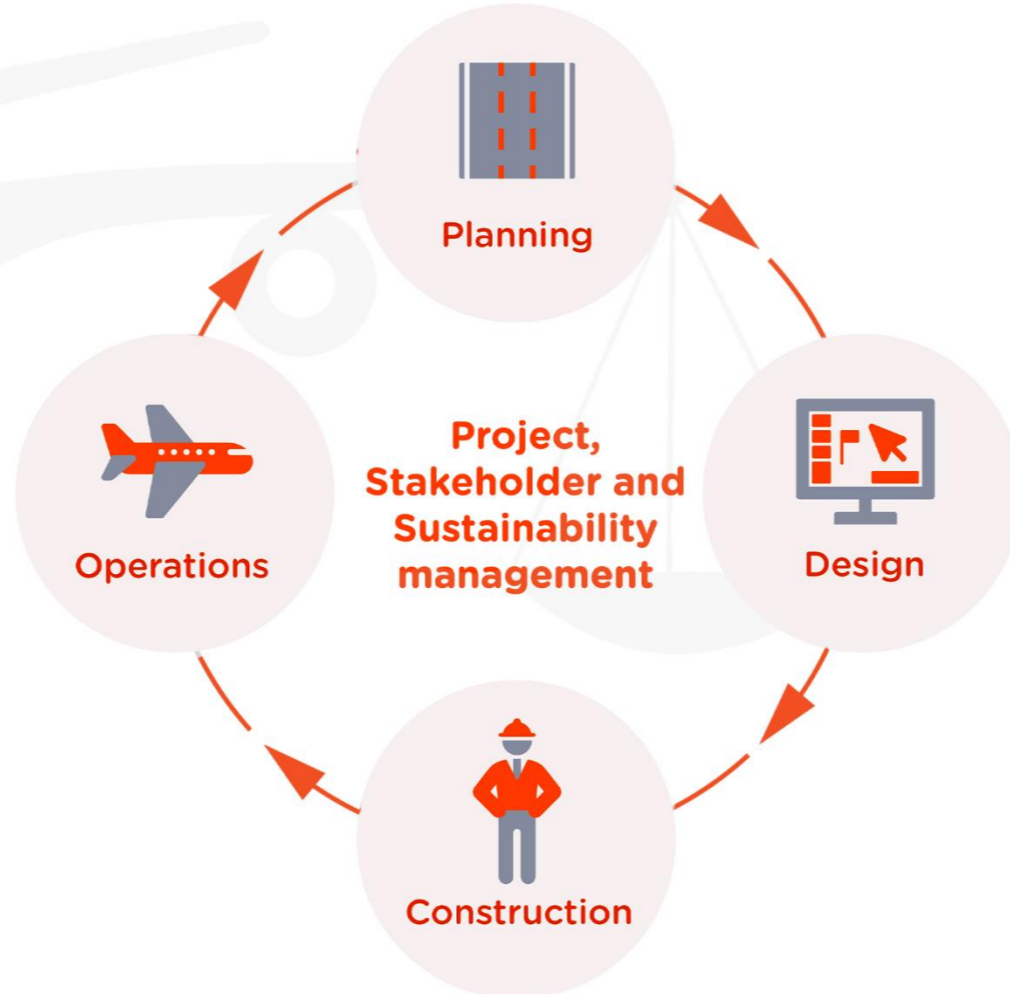 Planning
Project,
Stakeholder and
Sustainability
management
Operations
Design
Construction